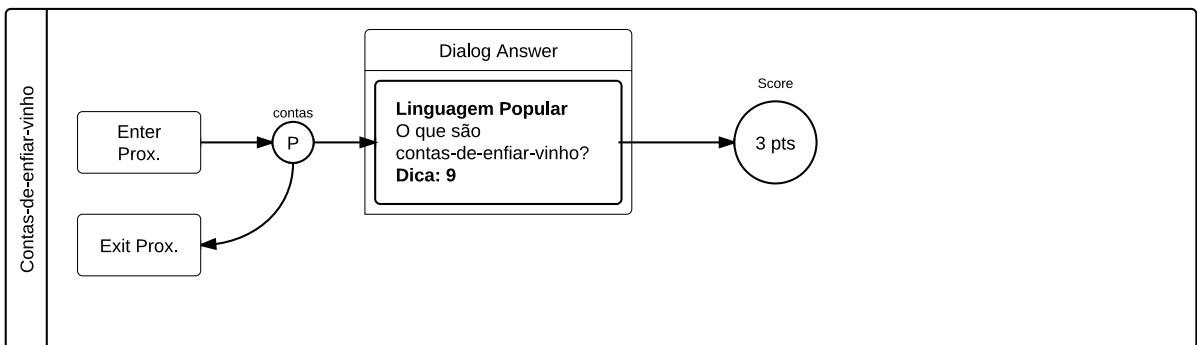 Contas-de-enfiar-vinho
Enter
Prox.
Exit Prox.
contas
P
Dialog Answer
Linguagem Popular
O que são
contas-de-enfiar-vinho?
Dica: 9
Score
3 pts